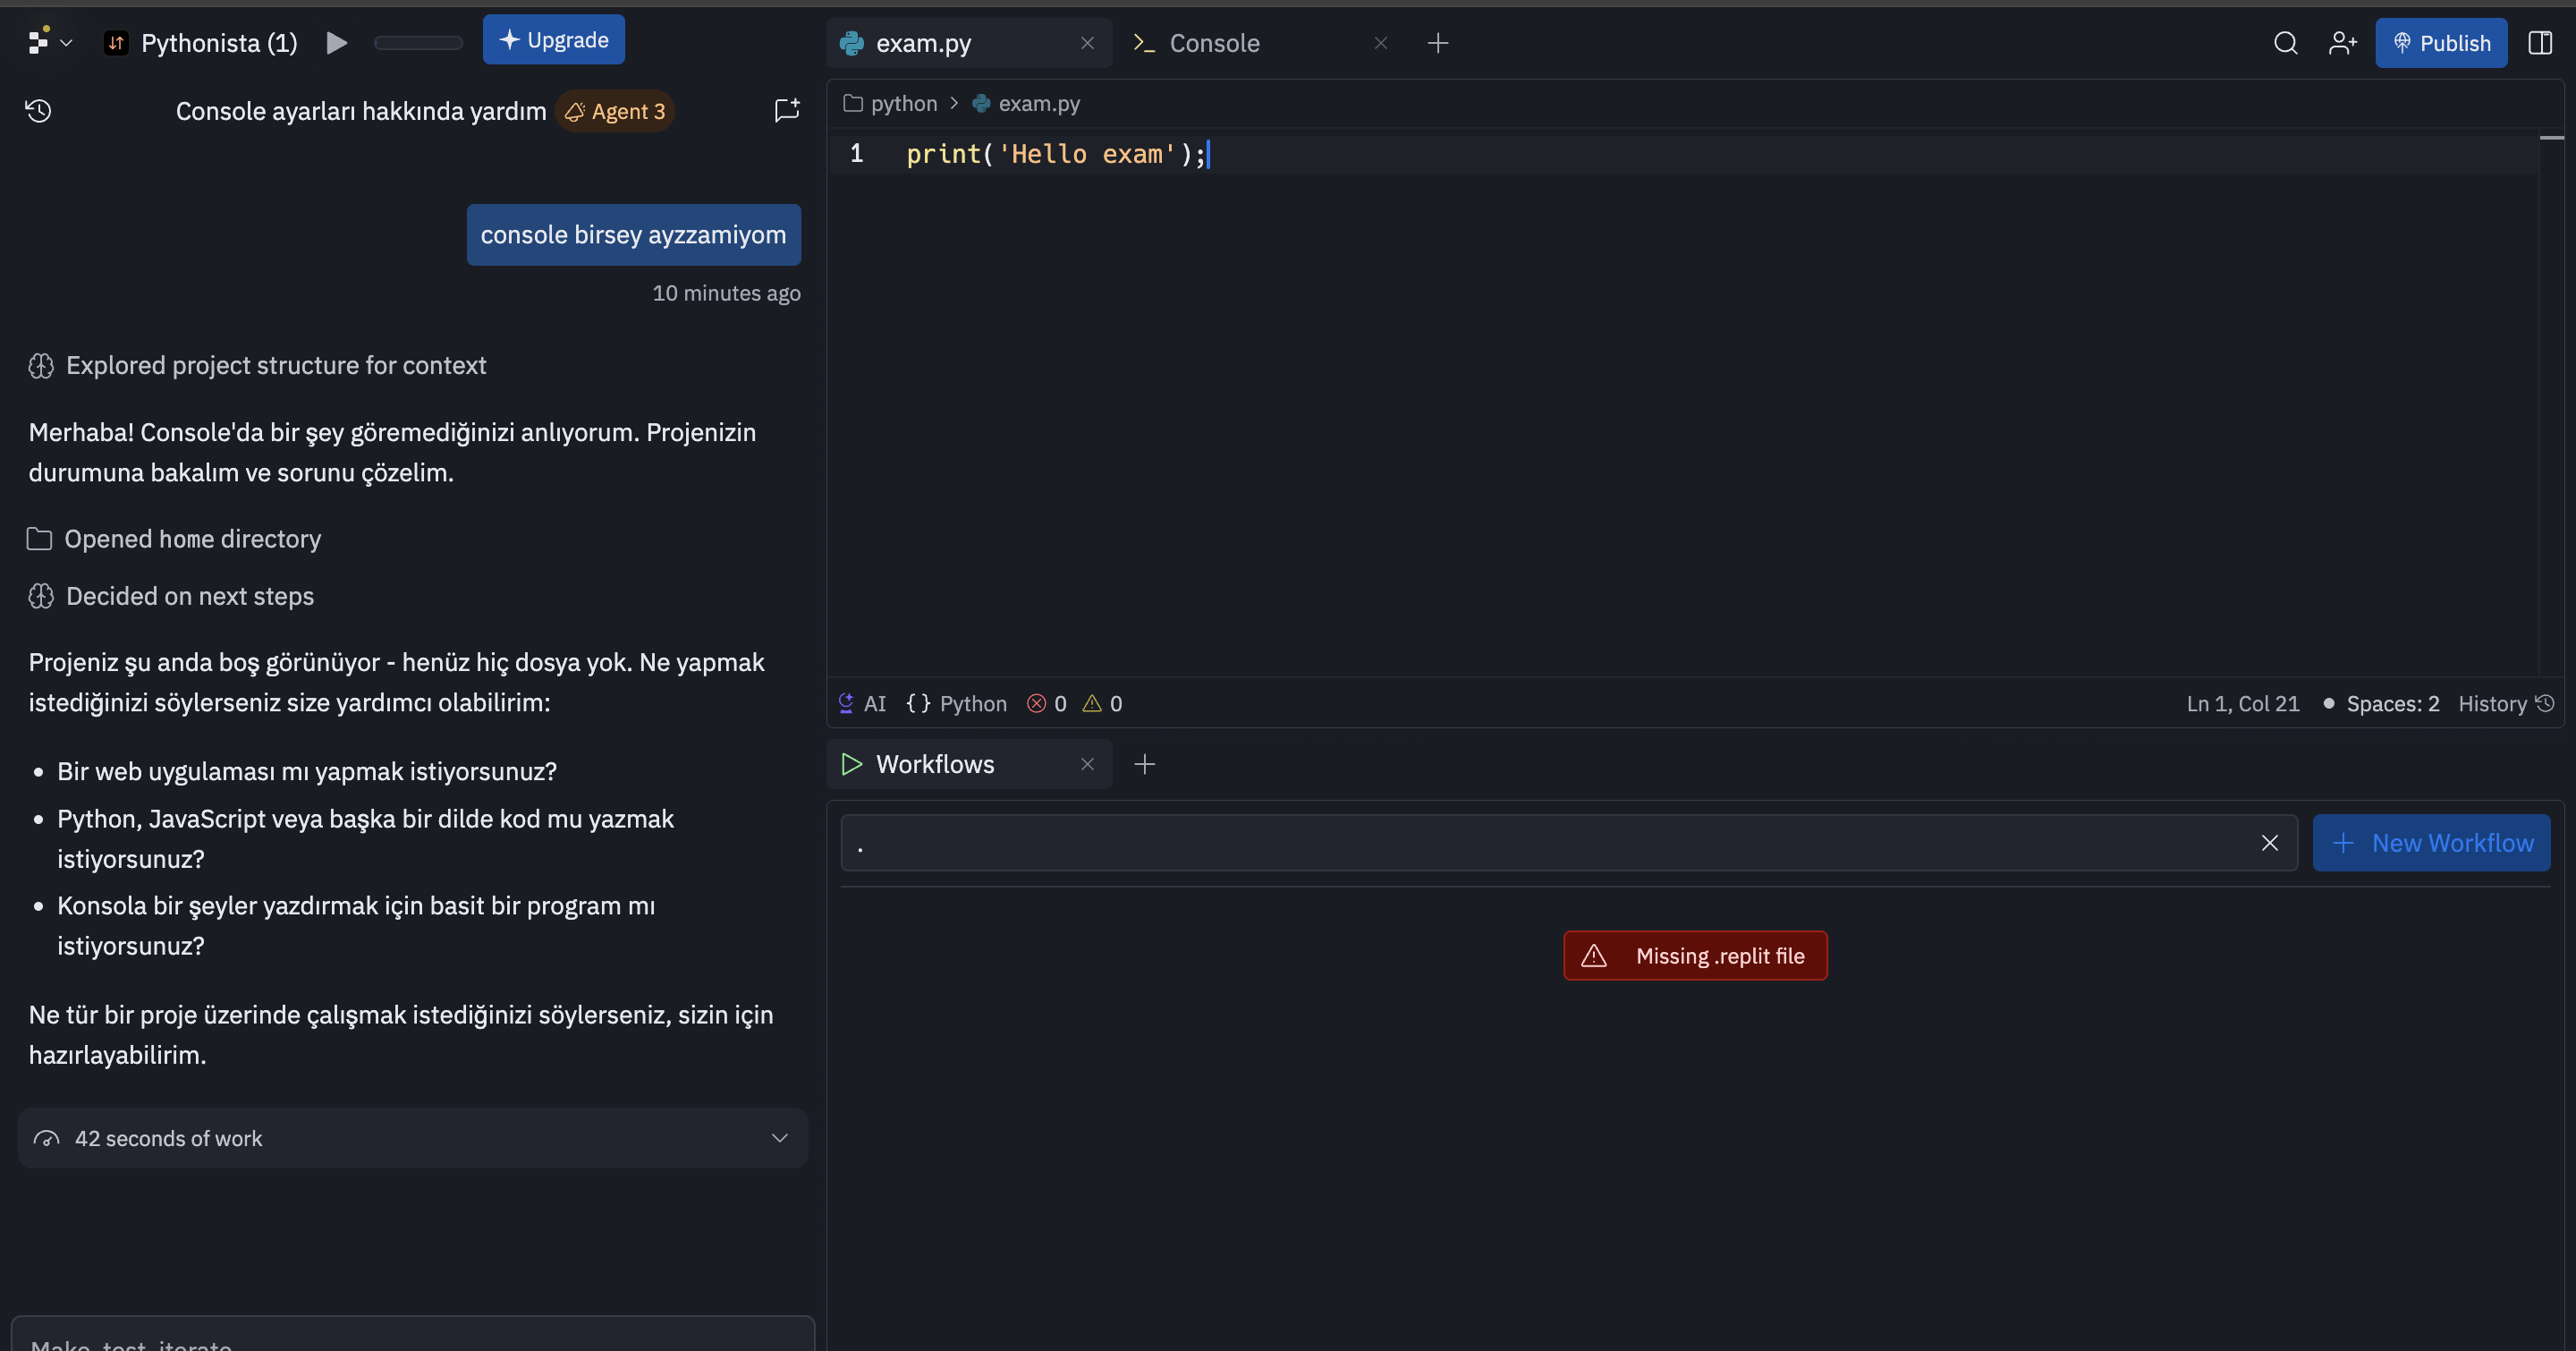 Pythonista (1)
Upgrade
exam.py
Console
Publish
Console ayarları hakkında yardım
Agent 3
python > exam.py
1 print('Hello exam');
console birsey ayzzamiyom
10 minutes ago
Explored project structure for context
Merhaba! Console'da bir şey göremediğinizi anlıyorum. Projenizin
durumuna bakalım ve sorunu çözelim.
Opened home directory
Decided on next steps
Projeniz şu anda boş görünüyor - henüz hiç dosya yok. Ne yapmak
istediğinizi söylerseniz size yardımcı olabilirim:
• Bir web uygulaması mı yapmak istiyorsunuz?
• Python, JavaScript veya başka bir dilde kod mu yazmak
istiyorsunuz?
• Konsola bir şeyler yazdırmak için basit bir program mı
istiyorsunuz?
Ne tür bir proje üzerinde çalışmak istediğinizi söylerseniz, sizin için
hazırlayabilirim.
42 seconds of work
Make, test, iterate...
AI {} Python 0 0
Ln 1, Col 21 • Spaces: 2 History
Workflows
.
New Workflow
Missing .replit file